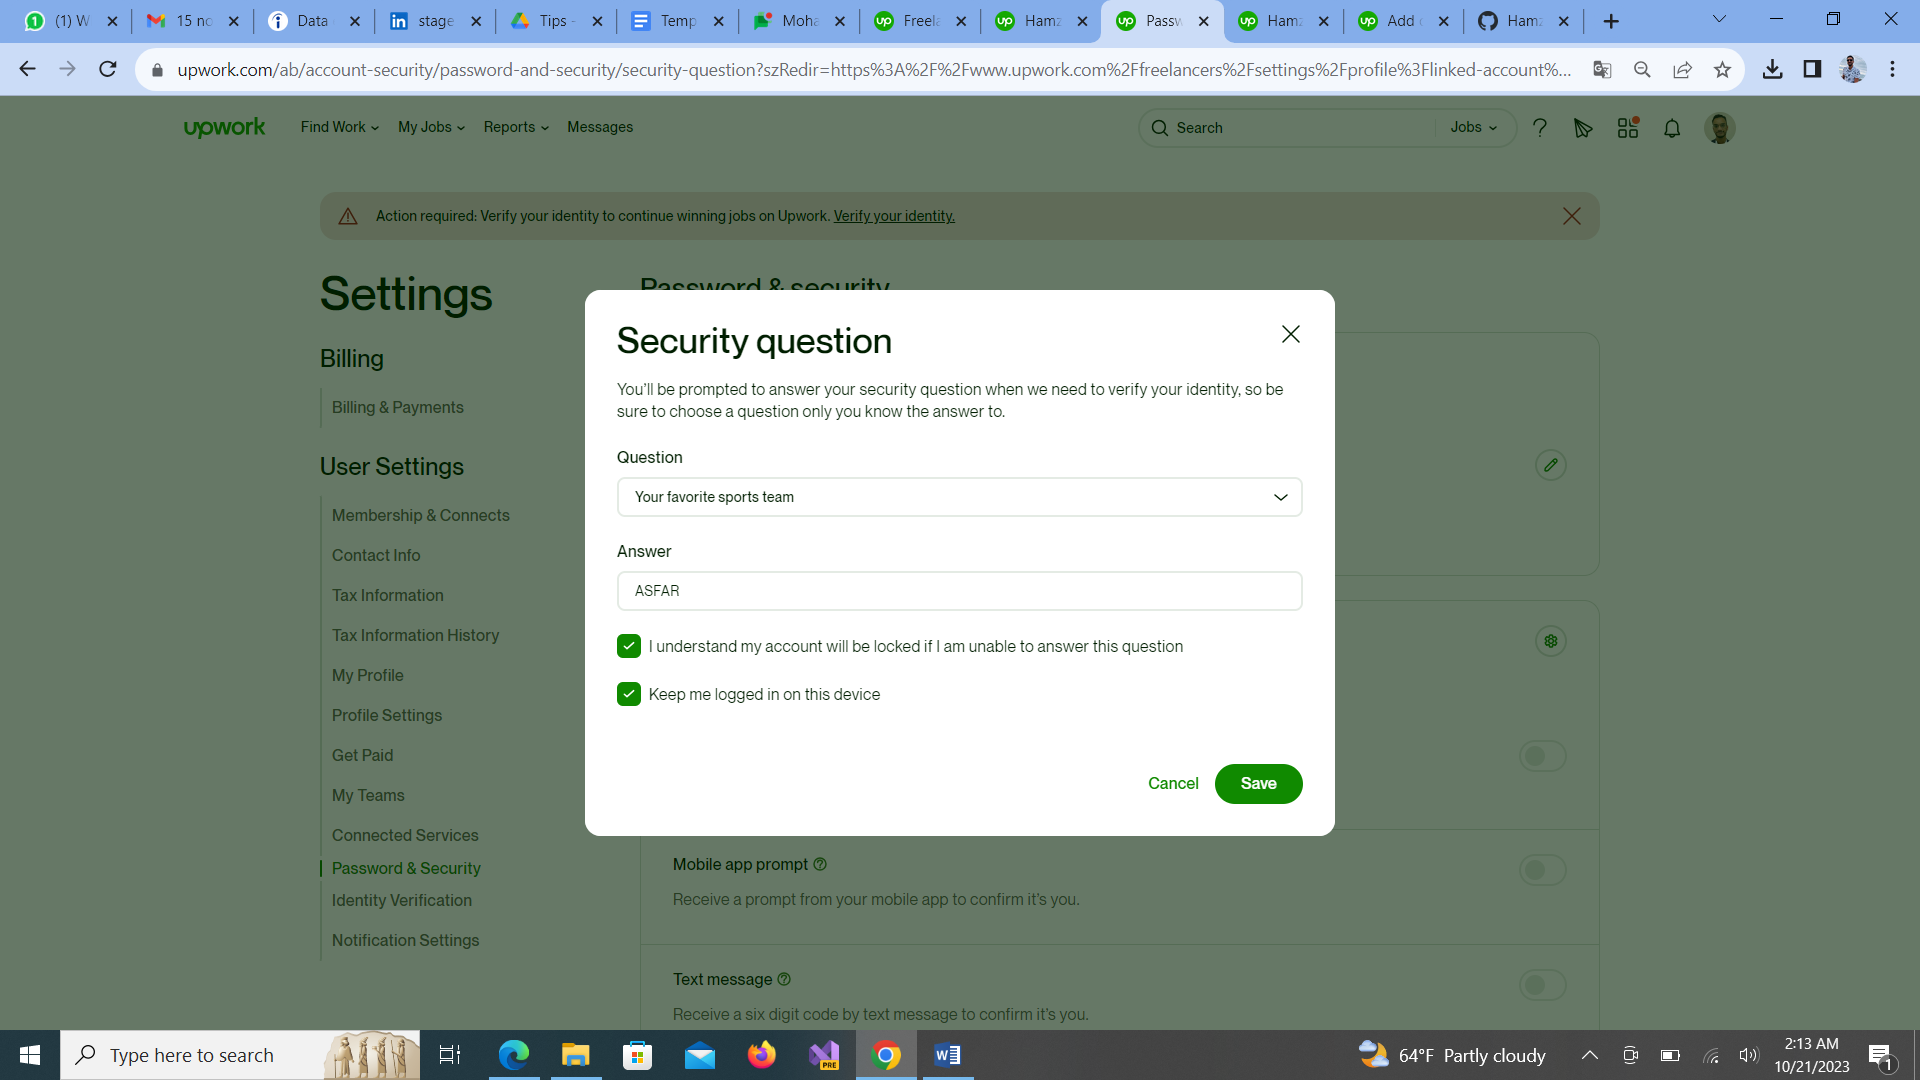 (1) W
15 no
Data
stage
Tips -
Temp
Moha
Freela
Hamz
Passw
Hamz
Add
Hamz
upwork.com/ab/account-security/password-and-security/security-question?szRedir=https%3A%2F%2Fwww.upwork.com%2Ffreelancers%2Fsettings%2Fprofile%3Flinked-account%...
upwork
Find Work
My Jobs
Reports
Messages
Search
Jobs
Action required: Verify your identity to continue winning jobs on Upwork. Verify your identity.
Settings
Billing
Billing & Payments
User Settings
Membership & Connects
Contact Info
Tax Information
Tax Information History
My Profile
Profile Settings
Get Paid
My Teams
Connected Services
Password & Security
Identity Verification
Notification Settings
Password & security
Security question
You'll be prompted to answer your security question when we need to verify your identity, so be
sure to choose a question only you know the answer to.
Question
Your favorite sports team
Answer
ASFAR
I understand my account will be locked if I am unable to answer this question
Keep me logged in on this device
Cancel
Save
Mobile app prompt
Receive a prompt from your mobile app to confirm it's you.
Text message
Receive a six digit code by text message to confirm it's you.
Type here to search
PRE
64°F Partly cloudy
2:13 AM
10/21/2023
1